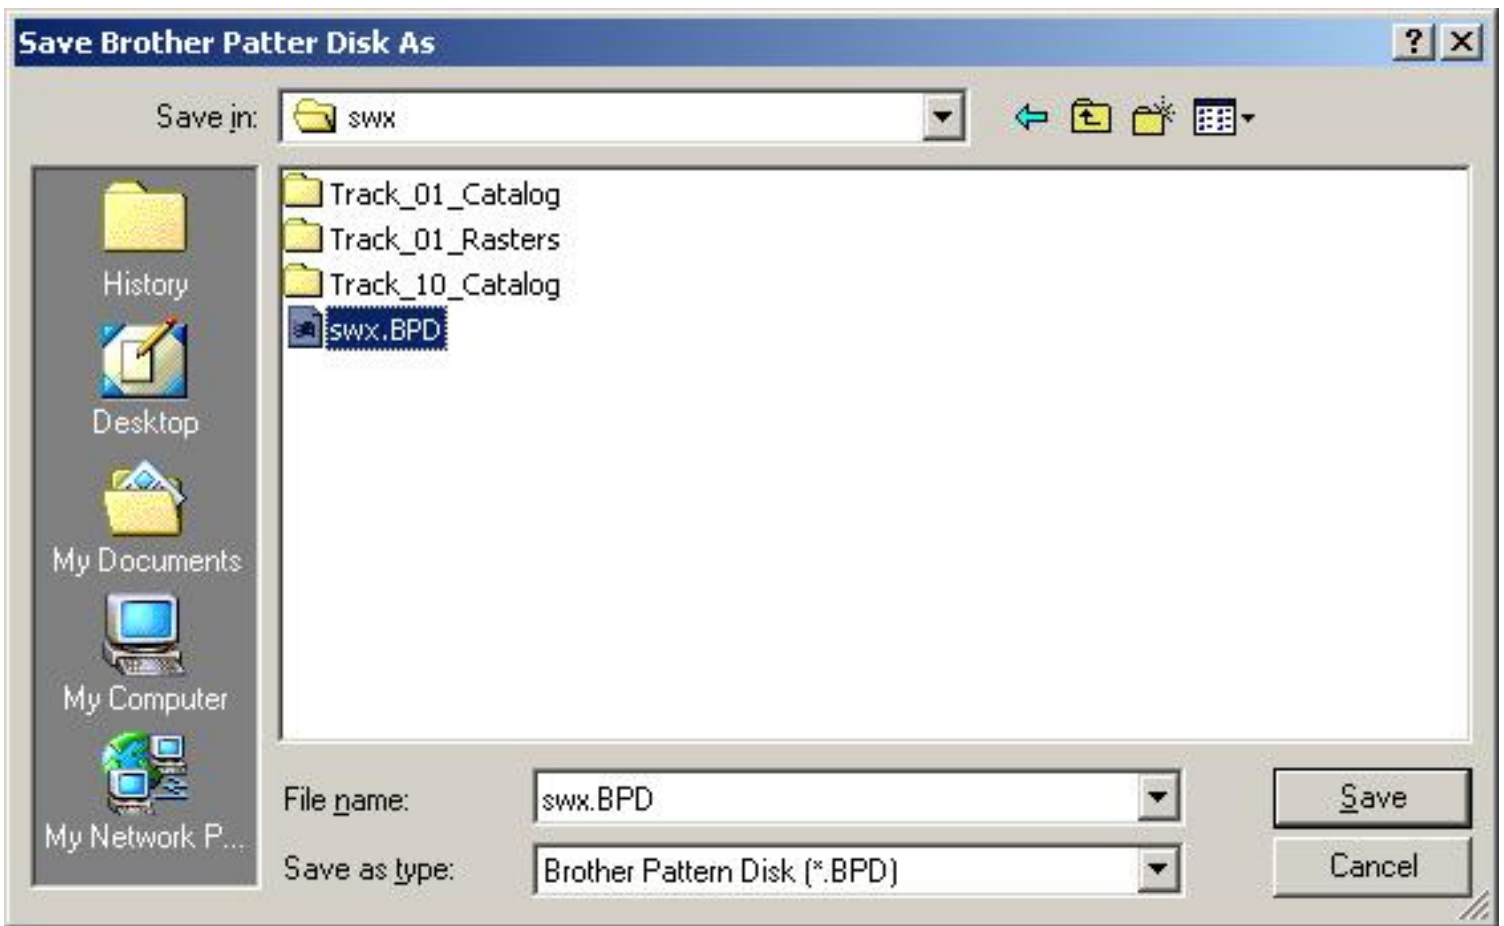 Save Brother Patter Disk As
Save in: swx
Track_01_Catalog
Track_01_Rasters
Track_10_Catalog
swx.BPD
History
Desktop
My Documents
My Computer
My Network P...
File name: swx.BPD Save
Save as type: Brother Pattern Disk (*.BPD) Cancel